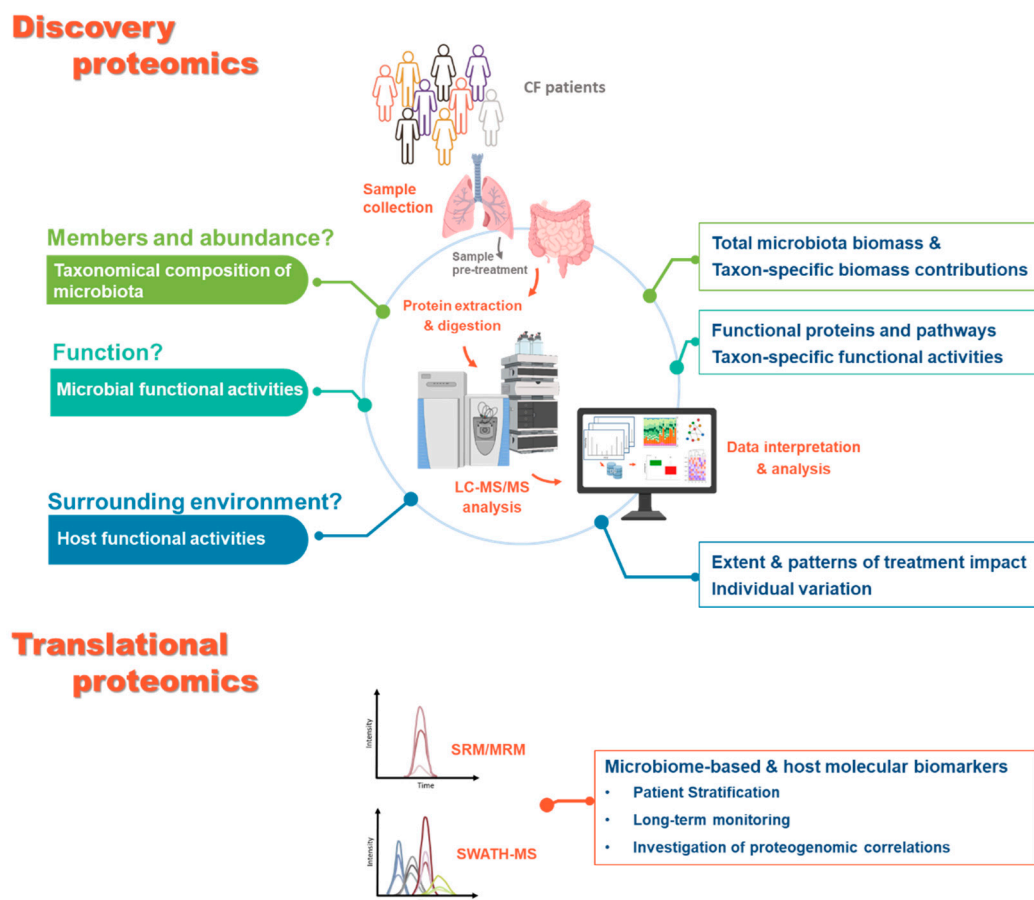 Discovery
proteomics
CF patients
Sample
collection
Sample
pre-treatment
Protein extraction
& digestion
LC-MS/MS
analysis
Data interpretation
& analysis
Members and abundance?
Taxonomical composition of
microbiota
Function?
Microbial functional activities
Surrounding environment?
Host functional activities
Total microbiota biomass &
Taxon-specific biomass contributions
Functional proteins and pathways
Taxon-specific functional activities
Extent & patterns of treatment impact
Individual variation
Translational
proteomics
Intensity
Time
SRM/MRM
Intensity
SWATH-MS
Microbiome-based & host molecular biomarkers
• Patient Stratification
• Long-term monitoring
• Investigation of proteogenomic correlations